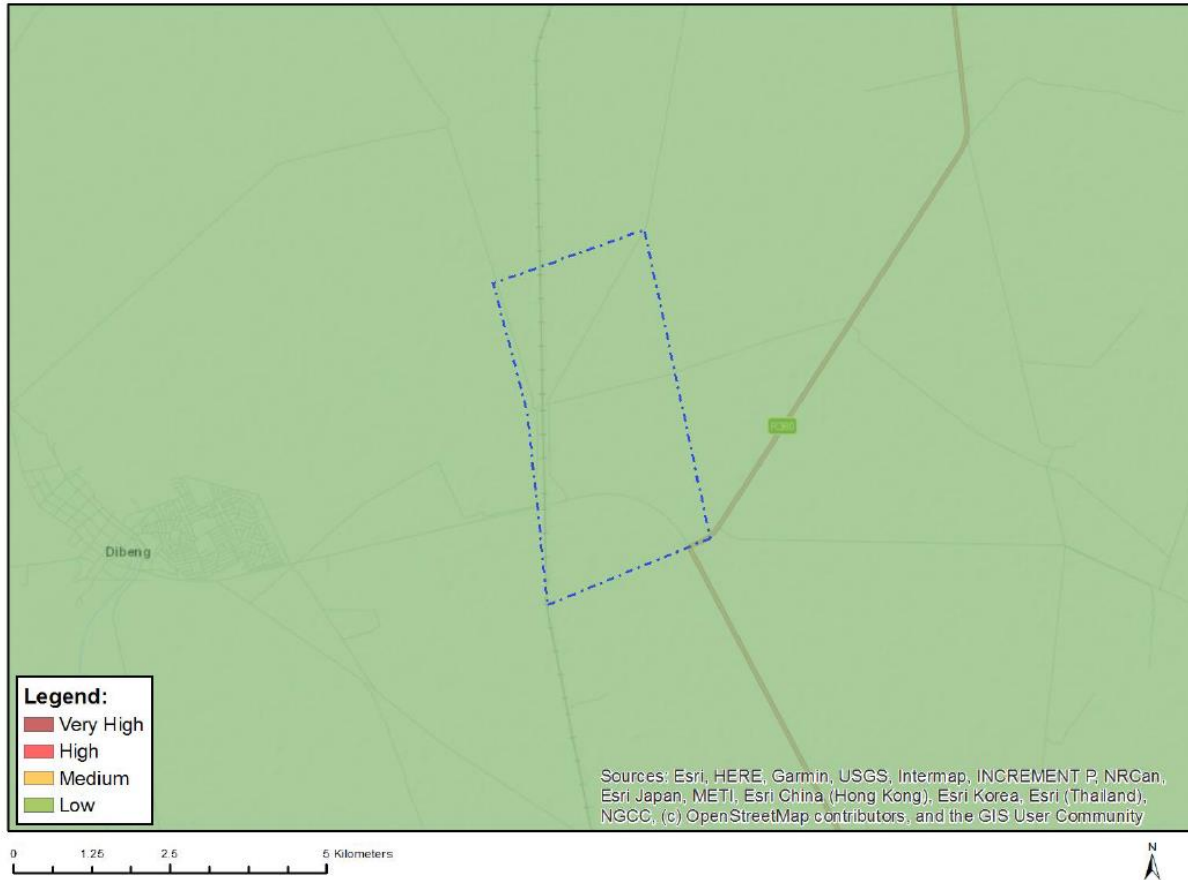 R380
Dibeng
Legend:
Very High
High
Medium
Low
Sources: Esri, HERE, Garmin, USGS, Intermap, INCREMENT P, NRCan,
Esri Japan, METI, Esri China (Hong Kong), Esri Korea, Esri (Thailand),
NGCC, (c) OpenStreetMap contributors, and the GIS User Community
0 1.25 2.5 5 Kilometers
N